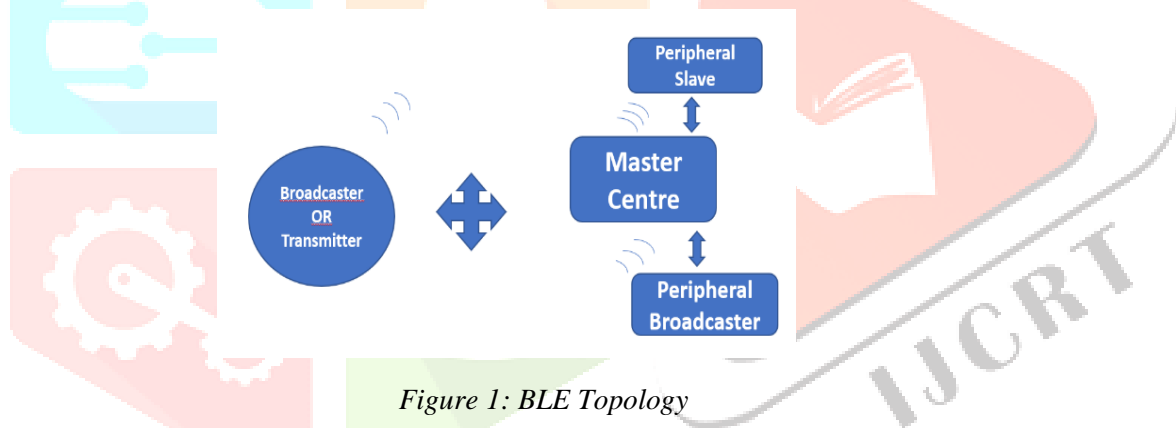 Peripheral
Slave
Master
Centre
Broadcaster
OR
Transmitter
Peripheral
Broadcaster
IJCRT
Figure 1: BLE Topology